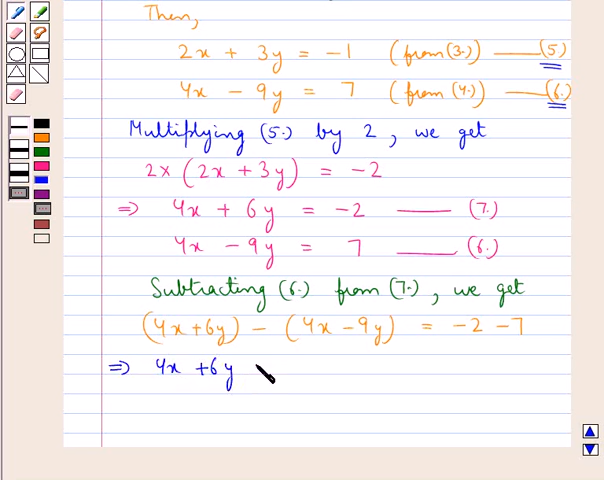 Then,
2x + 3y = -1 (from (3.)) —— (5)
4x - 9y = 7 (from (4.)) —— (6.)
Multiplying (5.) by 2, we get
2 × (2x + 3y) = -2
⇒ 4x + 6y = -2 —— (7.)
4x - 9y = 7 —— (6.)
Subtracting (6.) from (7.), we get
(4x + 6y) - (4x - 9y) = -2 - 7
⇒ 4x + 6y